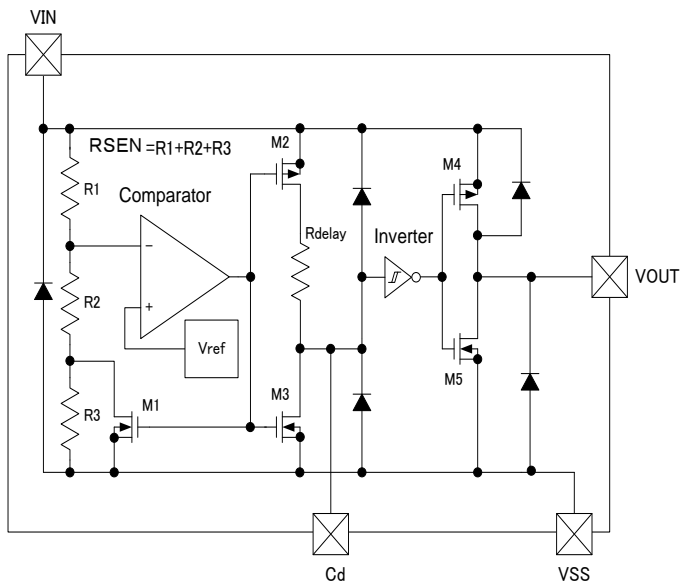 VIN
RSEN =R1+R2+R3
M2
M4
R1
Comparator
Rdelay
Inverter
−
VOUT
R2
+
Vref
M5
R3
M1
M3
Cd
VSS